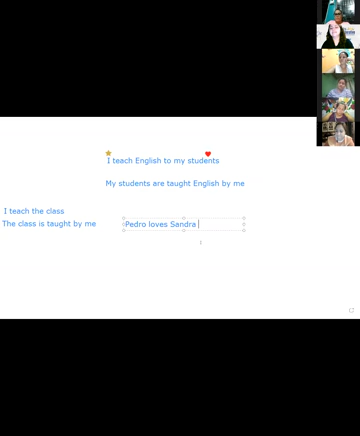 I teach English to my students
My students are taught English by me
I teach the class
The class is taught by me
Pedro loves Sandra